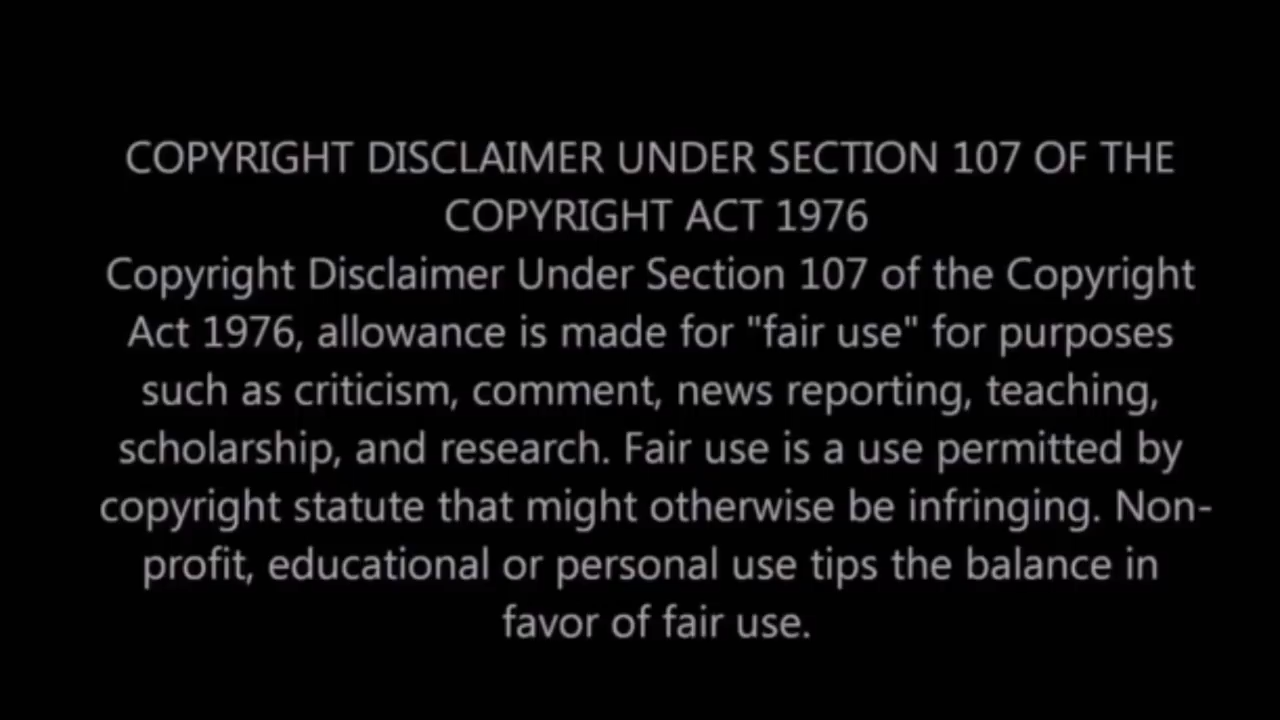 COPYRIGHT DISCLAIMER UNDER SECTION 107 OF THE
COPYRIGHT ACT 1976
Copyright Disclaimer Under Section 107 of the Copyright
Act 1976, allowance is made for "fair use" for purposes
such as criticism, comment, news reporting, teaching,
scholarship, and research. Fair use is a use permitted by
copyright statute that might otherwise be infringing. Non-
profit, educational or personal use tips the balance in
favor of fair use.